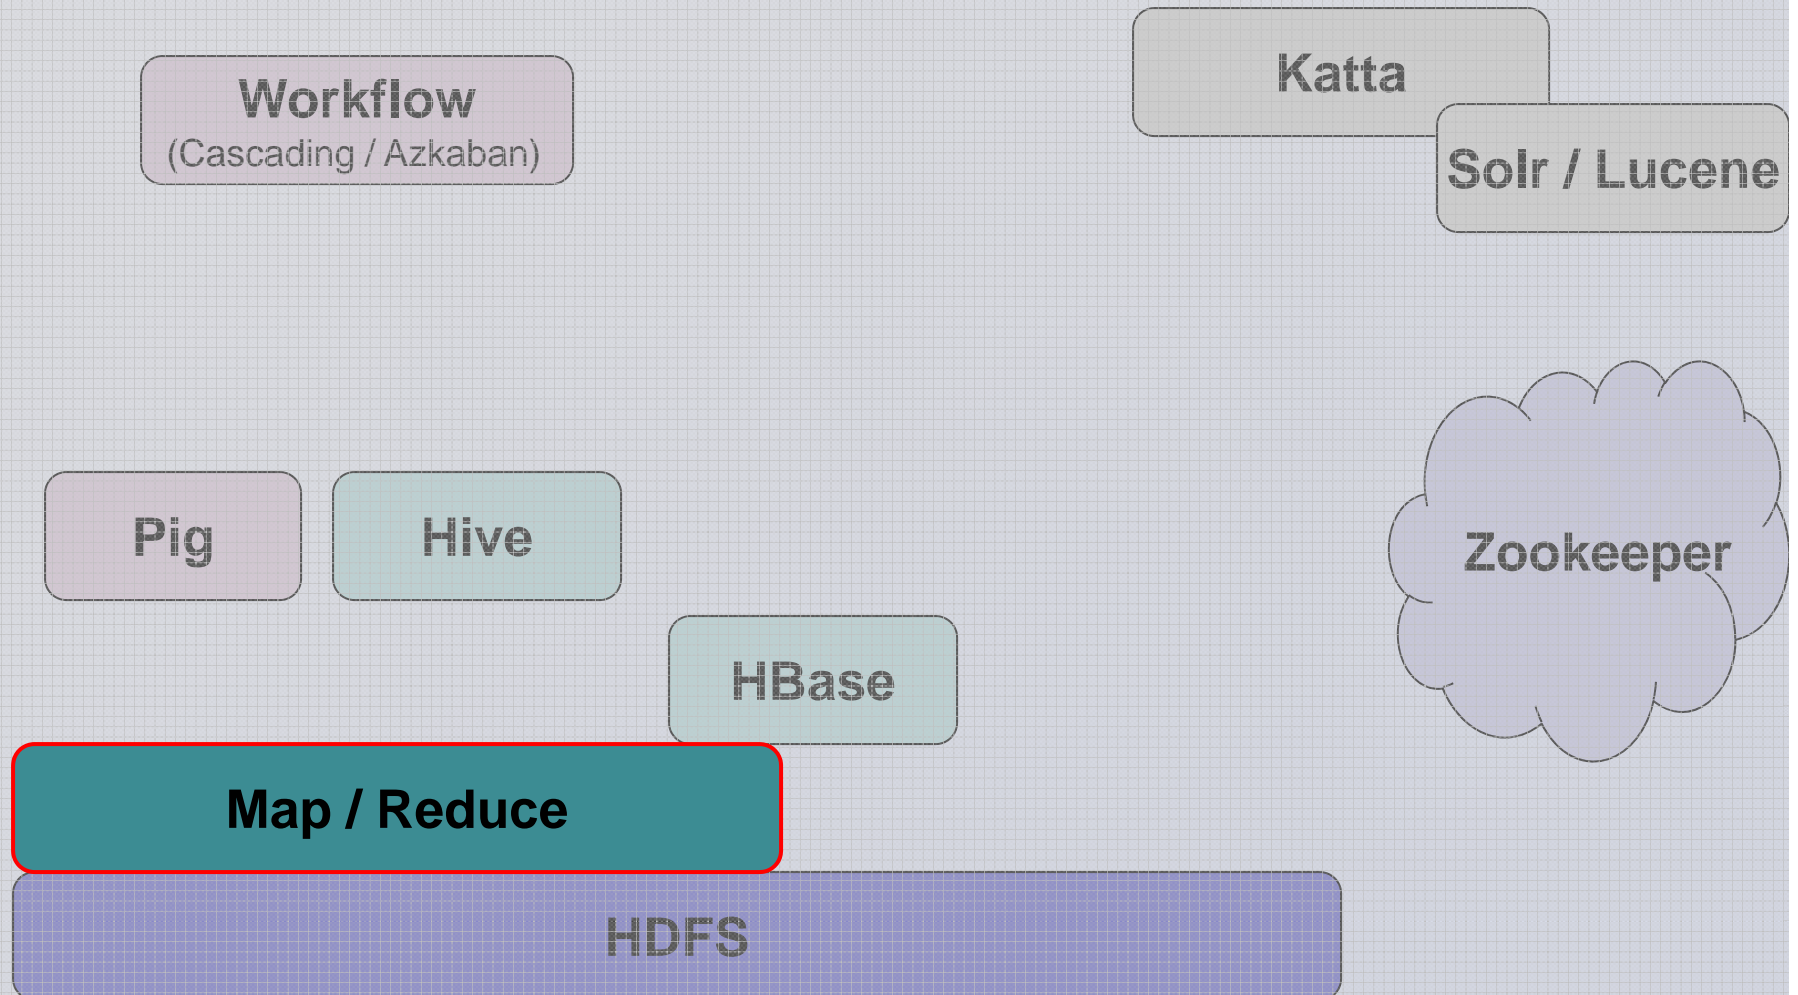 Katta
Workflow
(Cascading / Azkaban)
Solr / Lucene
Pig
Hive
Zookeeper
HBase
Map / Reduce
HDFS